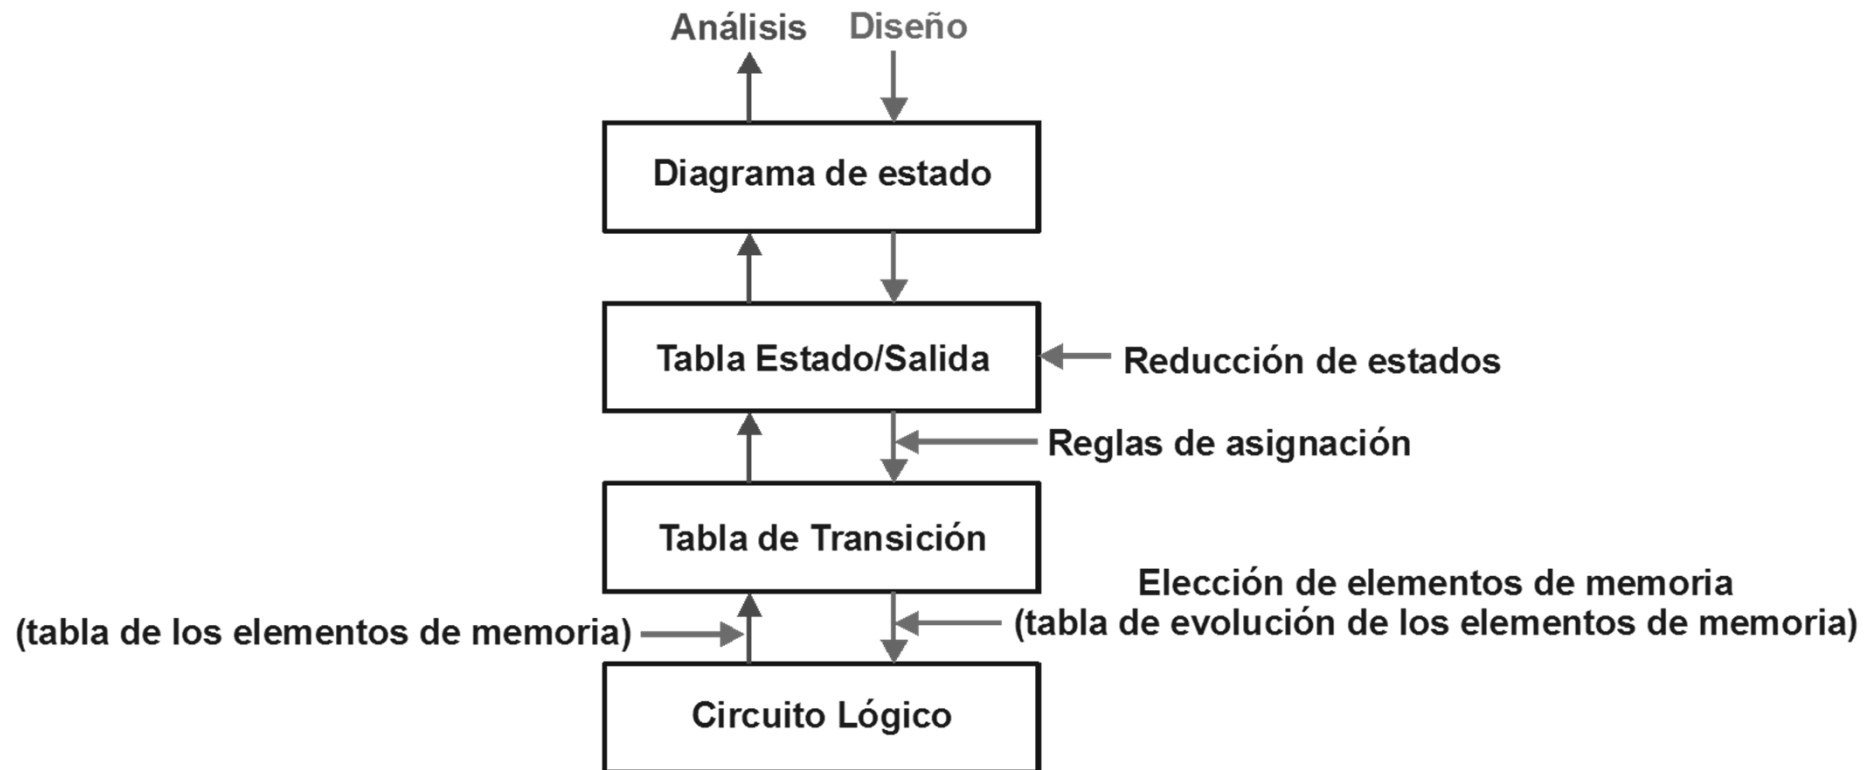 Análisis Diseño
Diagrama de estado
Tabla Estado/Salida
Reducción de estados
Reglas de asignación
Tabla de Transición
Elección de elementos de memoria
(tabla de evolución de los elementos de memoria)
(tabla de los elementos de memoria)
Circuito Lógico